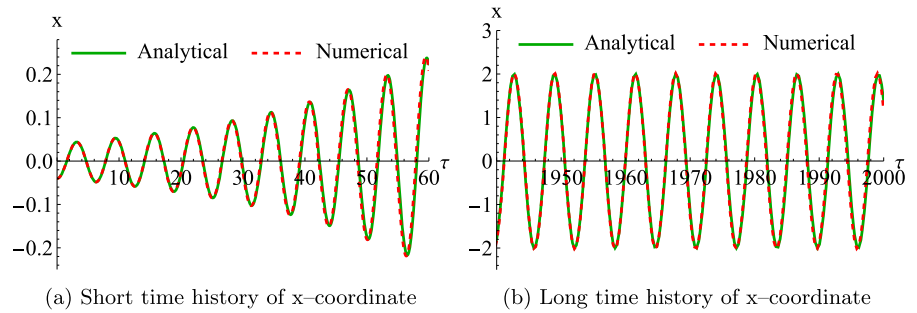 x
Analytical Numerical
0.2
0.1
0.0
10 20 30 40 50 60 τ
−0.1
−0.2
(a) Short time history of x–coordinate
x
3
Analytical Numerical
2
1
0
1950 1960 1970 1980 1990 2000 τ
−1
−2
(b) Long time history of x–coordinate